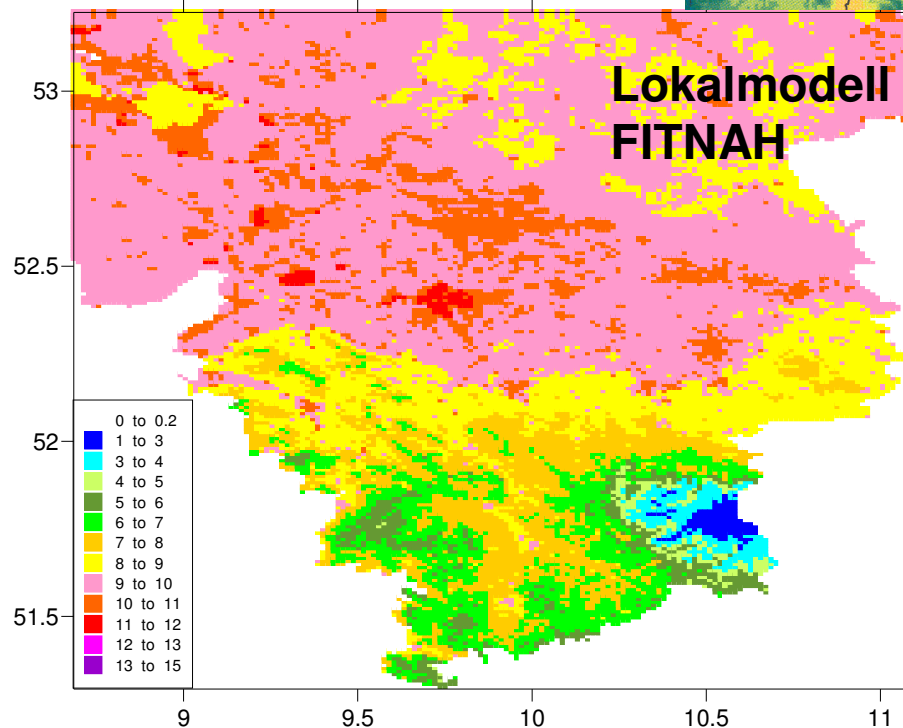 Lokalmodell
FITNAH
53
52.5
52
51.5
0 to 0.2
1 to 3
3 to 4
4 to 5
5 to 6
6 to 7
7 to 8
8 to 9
9 to 10
10 to 11
11 to 12
12 to 13
13 to 15
9 9.5 10 10.5 11